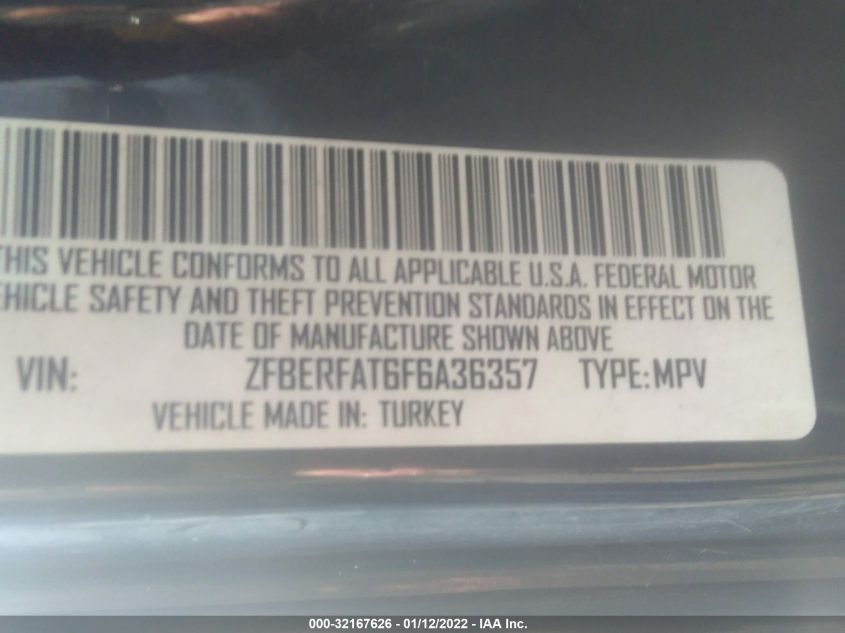 THIS VEHICLE CONFORMS TO ALL APPLICABLE U.S.A. FEDERAL MOTOR
VEHICLE SAFETY AND THEFT PREVENTION STANDARDS IN EFFECT ON THE
DATE OF MANUFACTURE SHOWN ABOVE
VIN: ZFBERFAT6F6A36357 TYPE: MPV
VEHICLE MADE IN: TURKEY
000-32167626 - 01/12/2022 - IAA Inc.